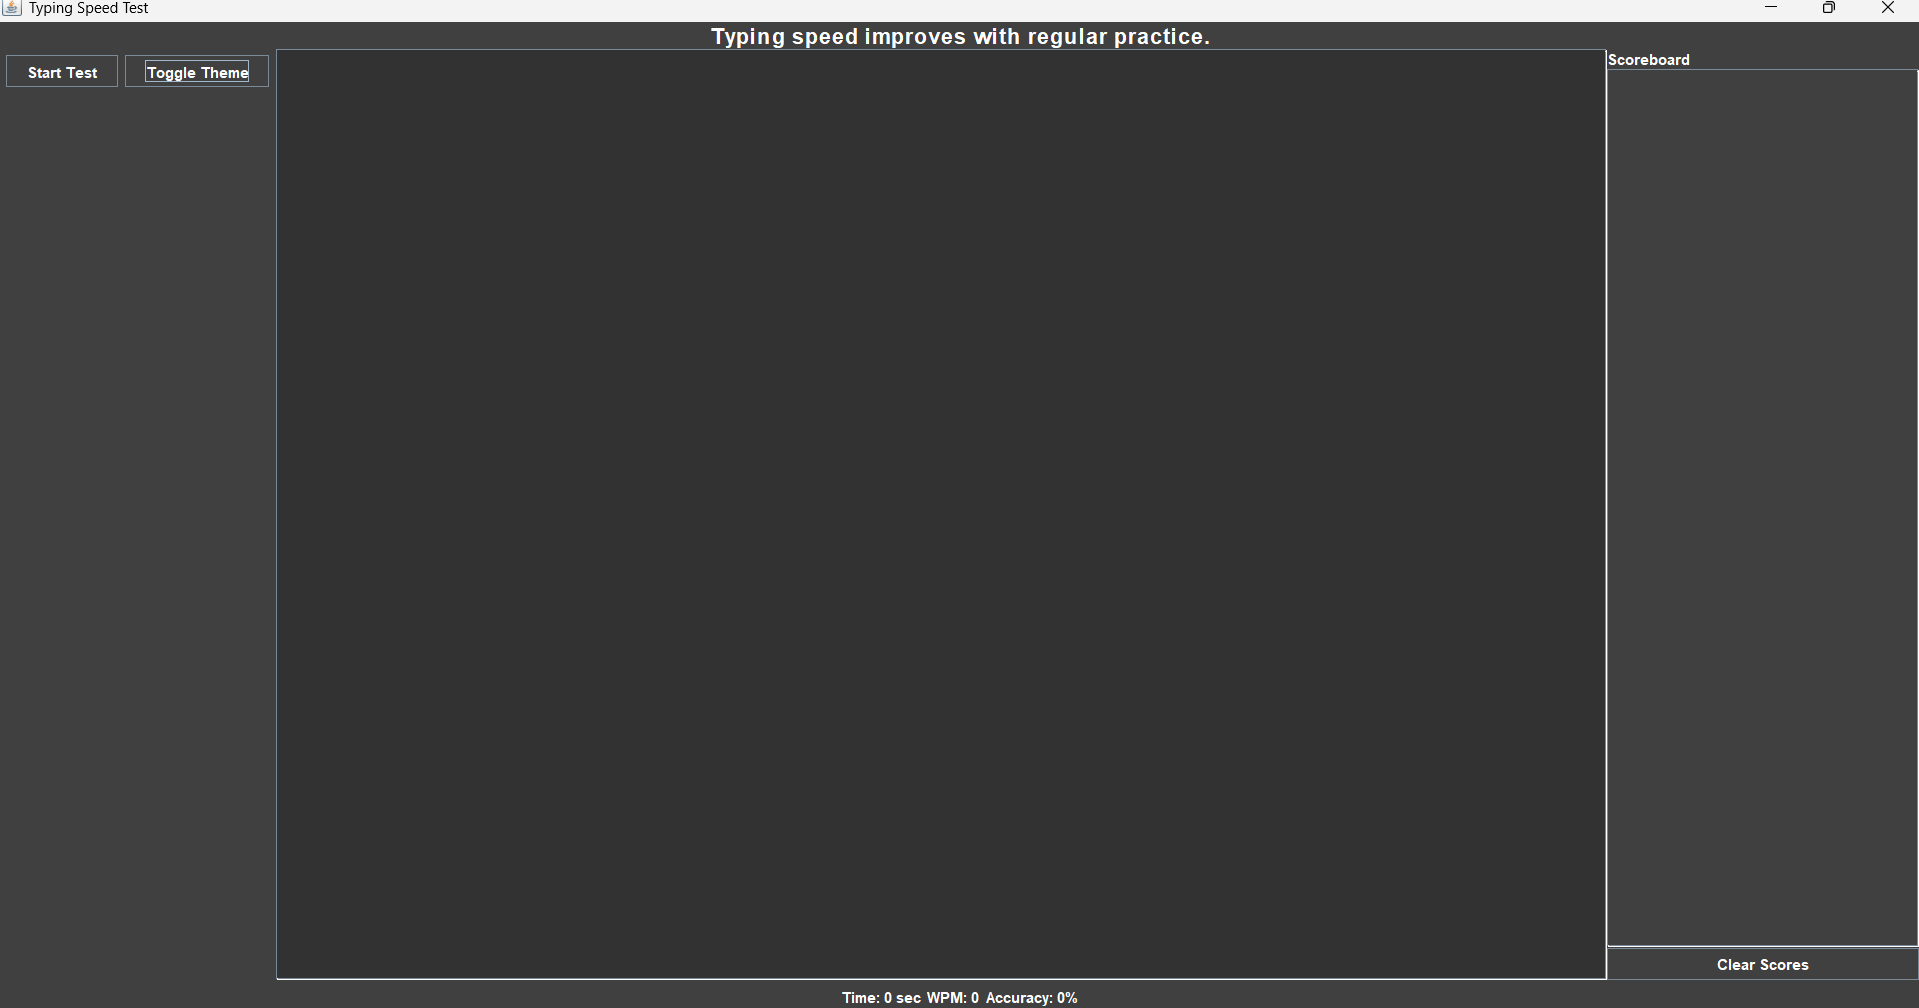 Typing Speed Test
Typing speed improves with regular practice.
Start Test
Toggle Theme
Scoreboard
Clear Scores
Time: 0 sec WPM: 0 Accuracy: 0%